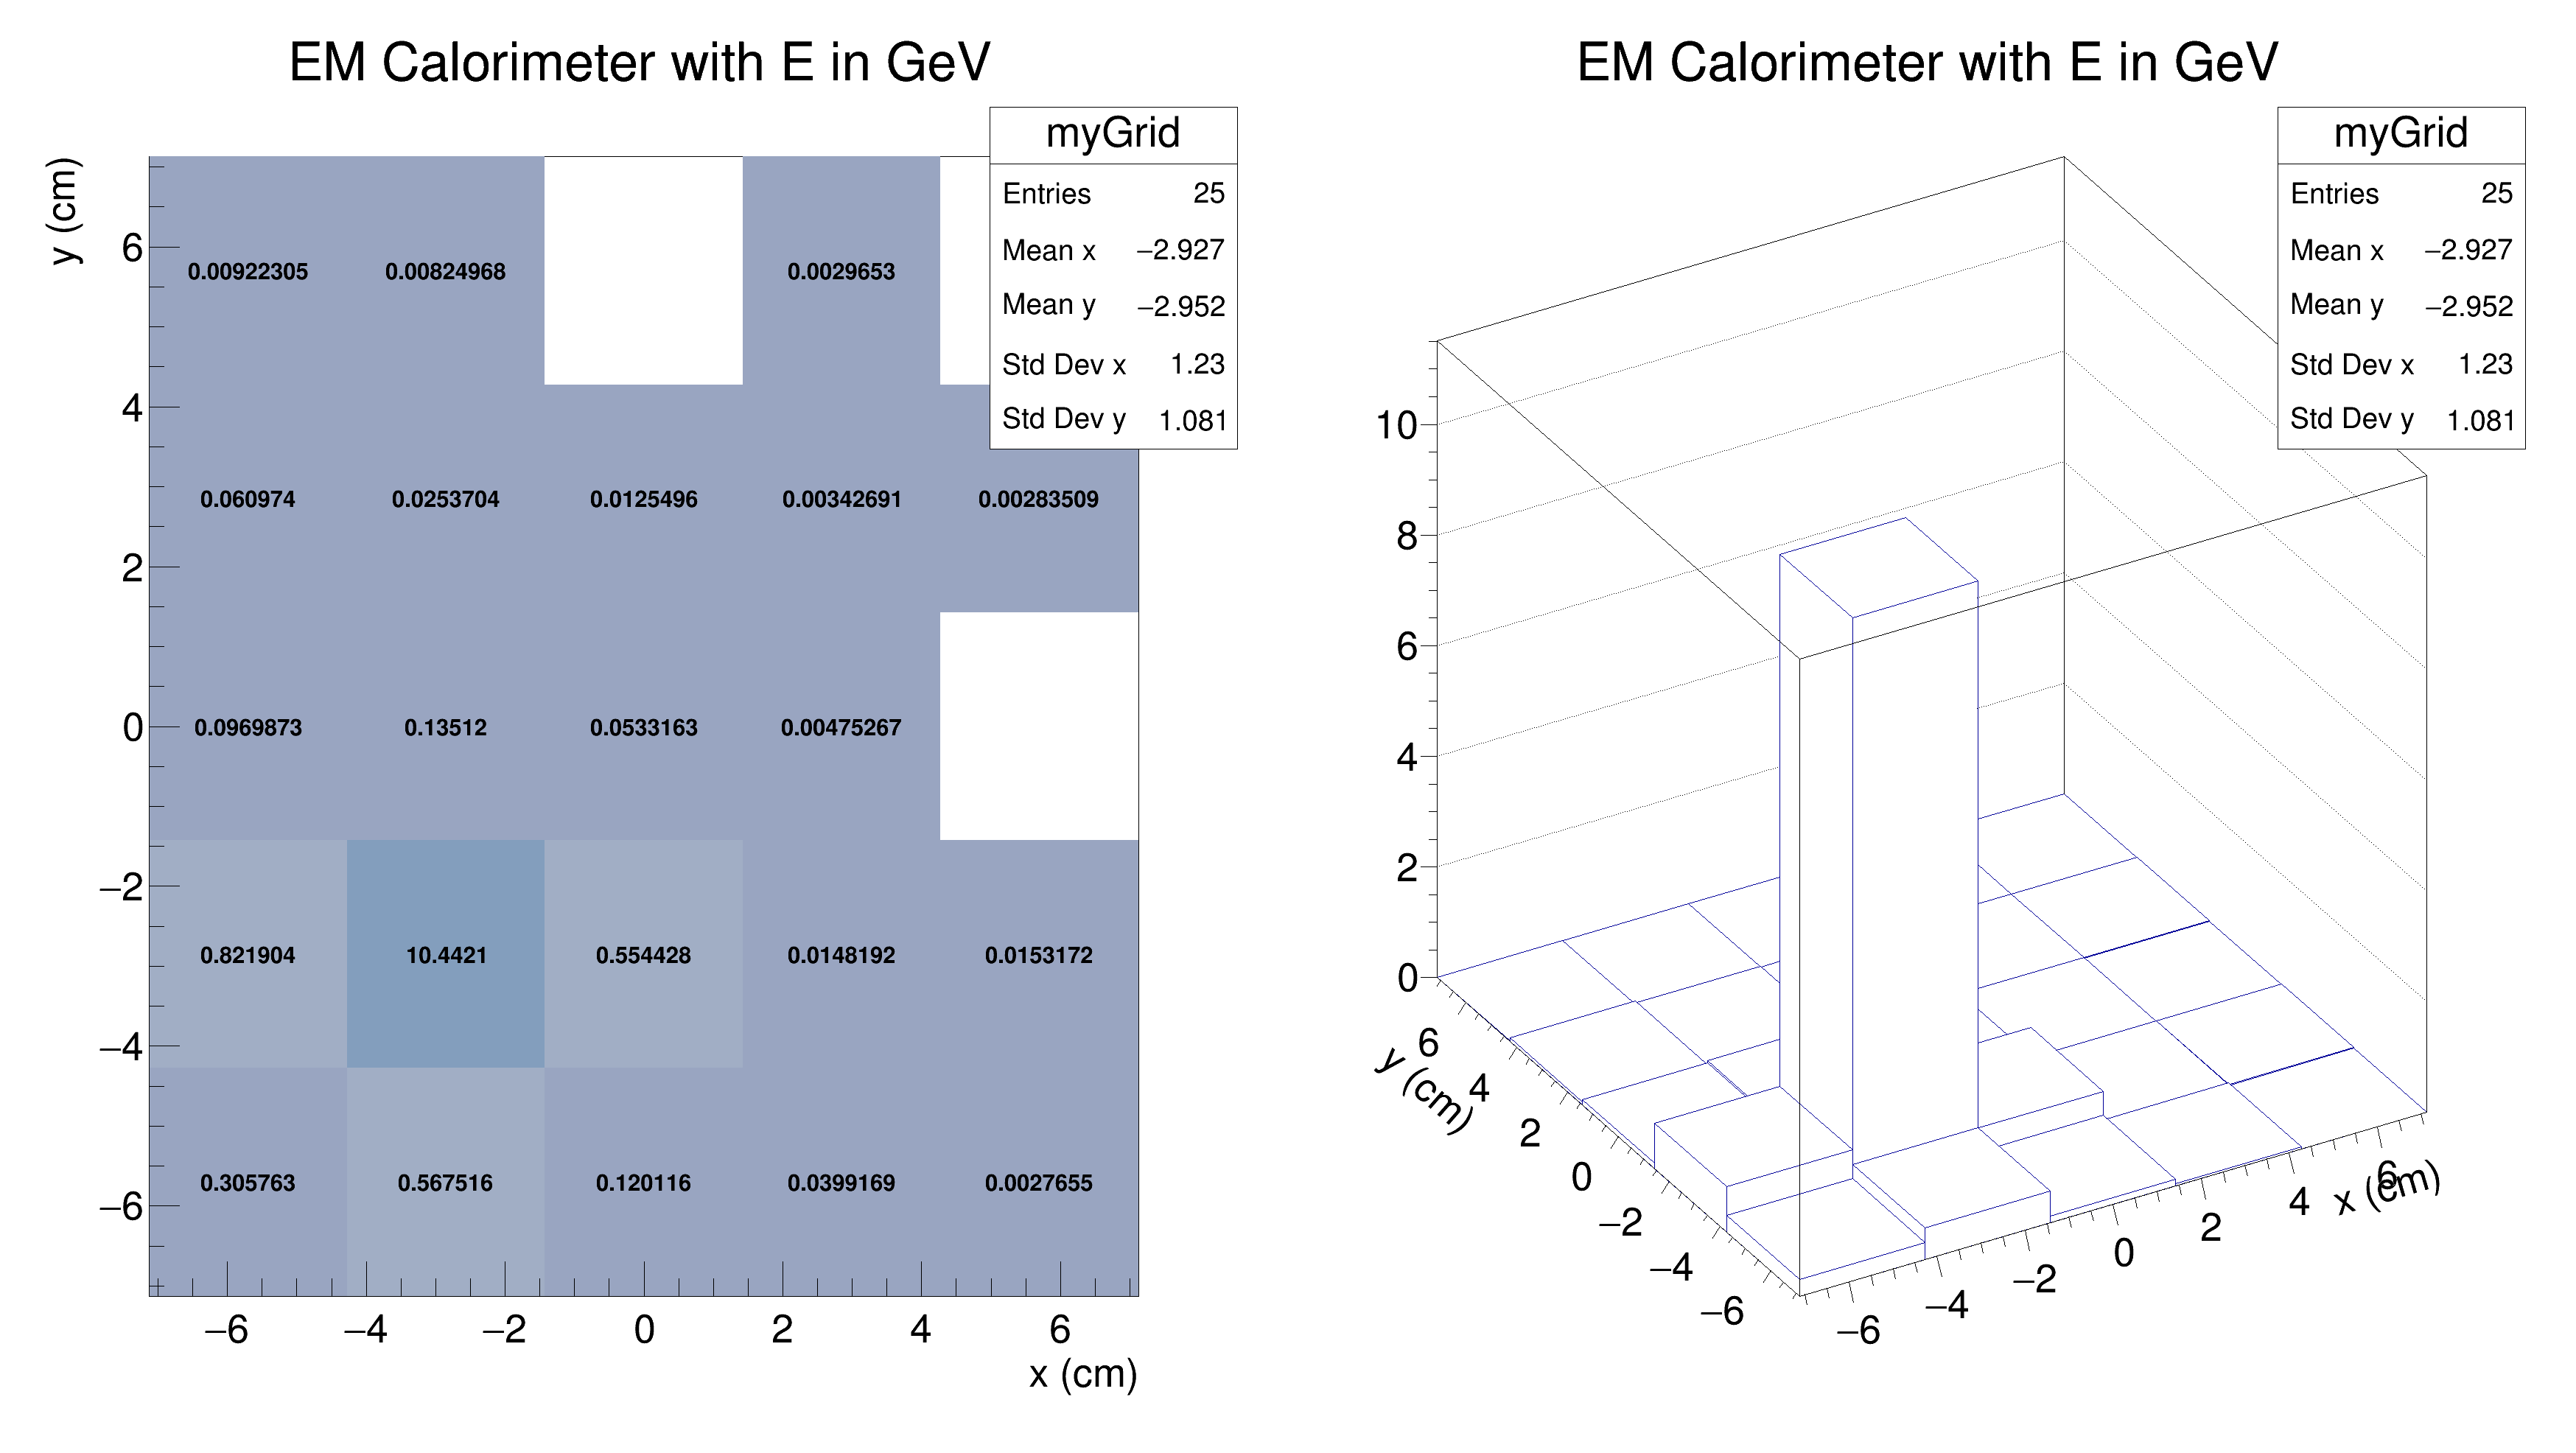 EM Calorimeter with E in GeV
myGrid
Entries 25
Mean x −2.927
Mean y −2.952
Std Dev x 1.23
Std Dev y 1.081
y (cm)
6
0.00922305 0.00824968 0.0029653
4
0.060974 0.0253704 0.0125496 0.00342691 0.00283509
2
0 0.0969873 0.13512 0.0533163 0.00475267
−2
0.821904 10.4421 0.554428 0.0148192 0.0153172
−4
0.305763 0.567516 0.120116 0.0399169 0.0027655
−6
−6 −4 −2 0 2 4 6
x (cm)
EM Calorimeter with E in GeV
myGrid
Entries 25
Mean x −2.927
Mean y −2.952
Std Dev x 1.23
Std Dev y 1.081
10
8
6
4
2
0
y (cm)
6
4
2
0
−2
−4
−6
−6
−4
−2
0
2
4
6
x (cm)